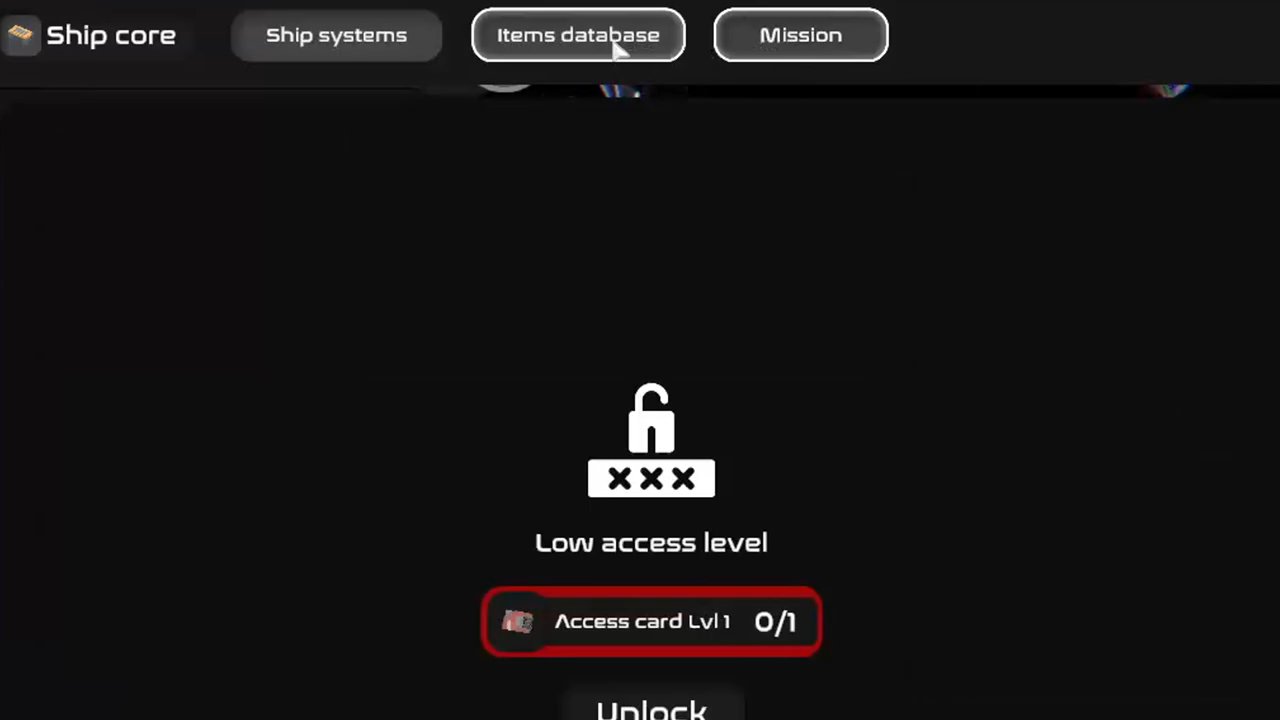 Ship core
Ship systems
Items database
Mission
×××
Low access level
Access card Lvl 1 0/1
Unlock